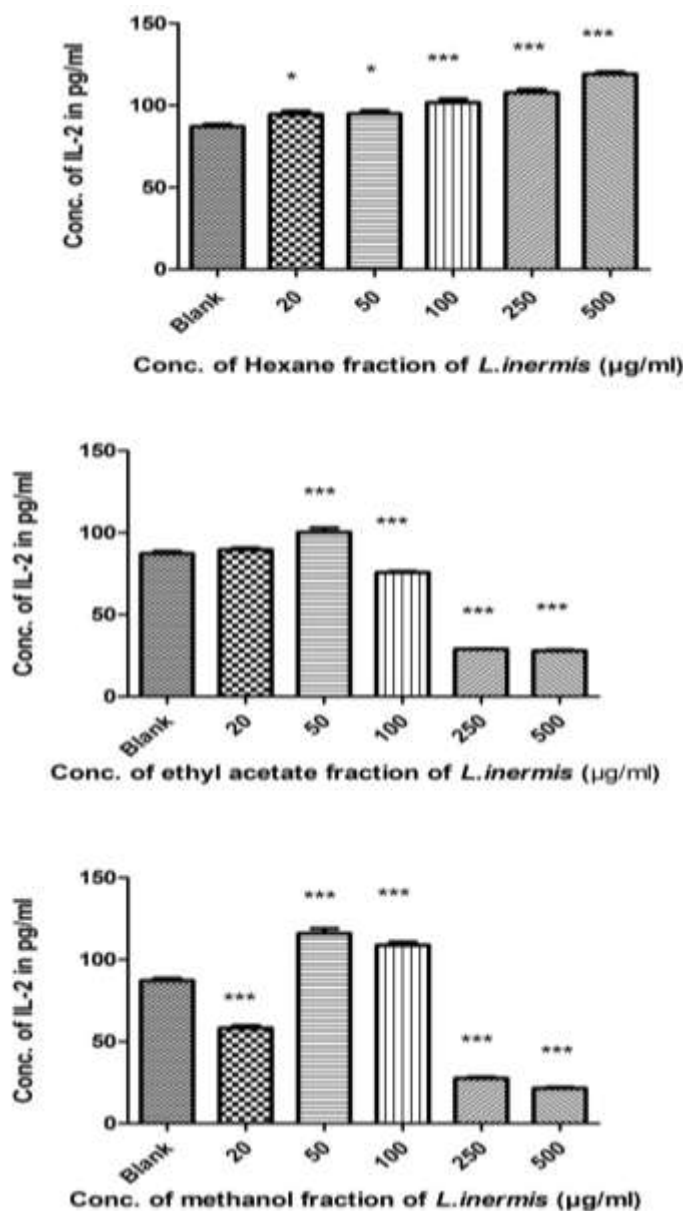 Conc. of IL-2 in pg/ml
150
100
50
0
* * *** *** ***
Blank 20 50 100 250 500
Conc. of Hexane fraction of L.inermis (µg/ml)
Conc. of IL-2 in pg/ml
150
100
50
0
*** *** *** ***
Blank 20 50 100 250 500
Conc. of ethyl acetate fraction of L.inermis (µg/ml)
Conc. of IL-2 in pg/ml
150
100
50
0
*** *** *** *** ***
Blank 20 50 100 250 500
Conc. of methanol fraction of L.inermis (µg/ml)